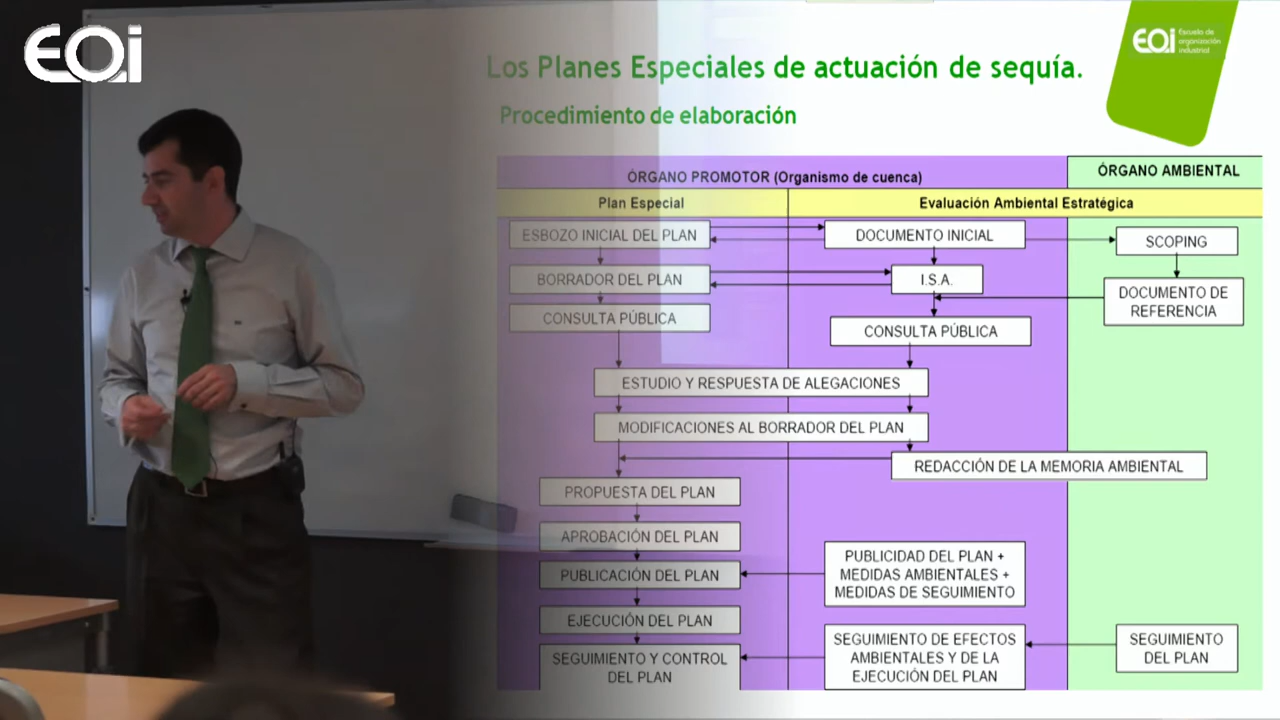 EOi
EOi
Escuela de
organización
industrial
Los Planes Especiales de actuación de sequía.
Procedimiento de elaboración
ÓRGANO PROMOTOR (Organismo de cuenca)
ÓRGANO AMBIENTAL
Plan Especial
Evaluación Ambiental Estratégica
ESBOZO INICIAL DEL PLAN
DOCUMENTO INICIAL
SCOPING
BORRADOR DEL PLAN
I.S.A.
DOCUMENTO DE
REFERENCIA
CONSULTA PÚBLICA
CONSULTA PÚBLICA
ESTUDIO Y RESPUESTA DE ALEGACIONES
MODIFICACIONES AL BORRADOR DEL PLAN
REDACCIÓN DE LA MEMORIA AMBIENTAL
PROPUESTA DEL PLAN
APROBACIÓN DEL PLAN
PUBLICACIÓN DEL PLAN
PUBLICIDAD DEL PLAN +
MEDIDAS AMBIENTALES +
MEDIDAS DE SEGUIMIENTO
EJECUCIÓN DEL PLAN
SEGUIMIENTO Y CONTROL
DEL PLAN
SEGUIMIENTO DE EFECTOS
AMBIENTALES Y DE LA
EJECUCIÓN DEL PLAN
SEGUIMIENTO
DEL PLAN